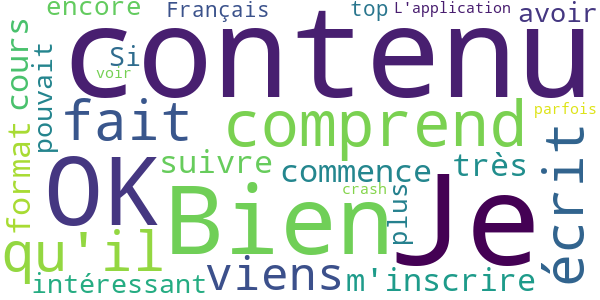 encore Français top L'application avoir
contenu
cours
pouvait
Si
voir
fait
comprend
parfois
format
OK
Bien
suivre
commence
très
écrit
crash
plus
Je
qu'il
viens
intéressant
m'inscrire